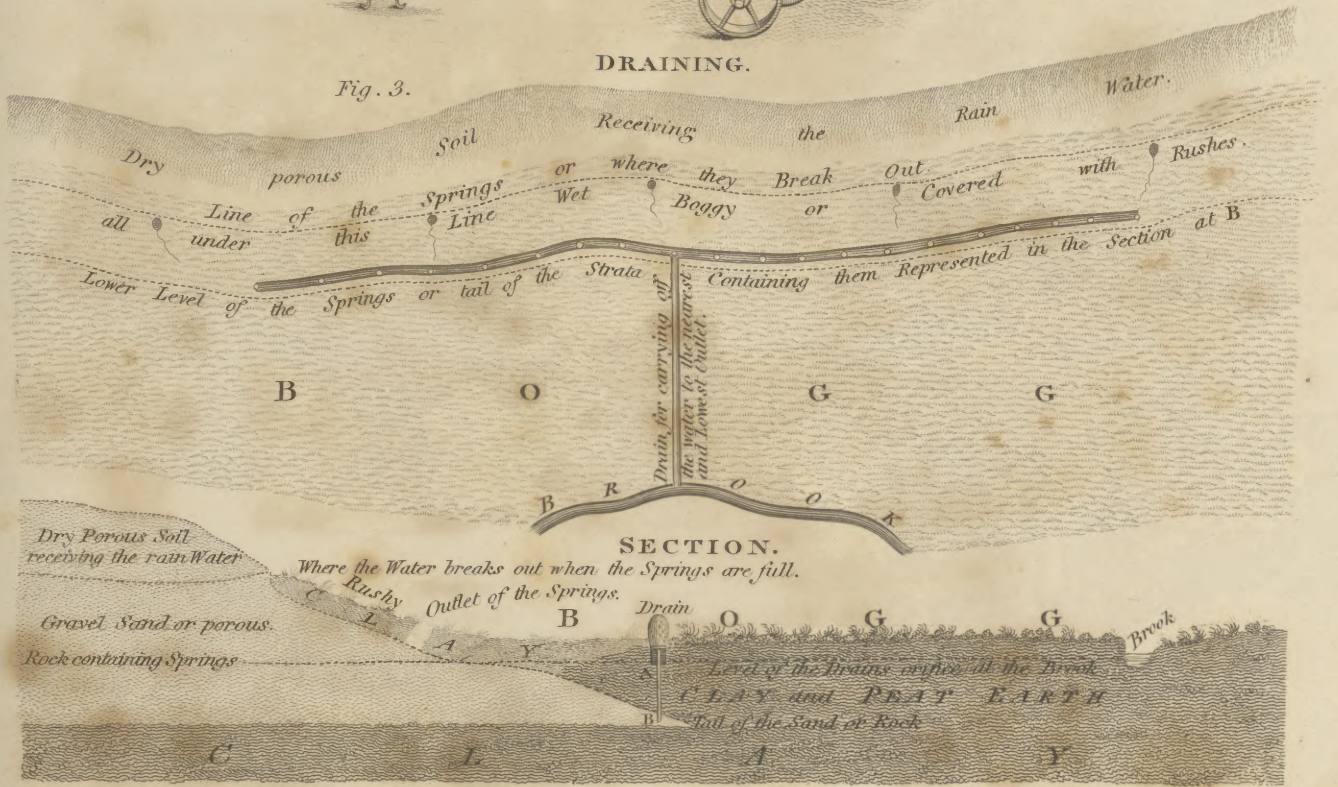 DRAINING.
Fig. 3.
Dry porous Soil Receiving the Rain Water.
Line of the Springs or where they Break Out
all under this Line Wet Boggy or Covered with Rushes.
Lower Level of the Springs or tail of the Strata Containing them Represented in the Section at B
Drain for carrying off
the water to the nearest
and Lowest Outlet.
B O G G
BROOK
SECTION.
Dry Porous Soil
receiving the rain Water
Where the Water breaks out when the Springs are full.
Rushy
Outlet of the Springs.
CLAY
B O G G
Drain
Brook
Gravel Sand or porous.
Rock containing Springs
A
Level of the Drains orifice at the Brook
CLAY and PEAT EARTH
B
Tail of the Sand or Rock
C L A Y